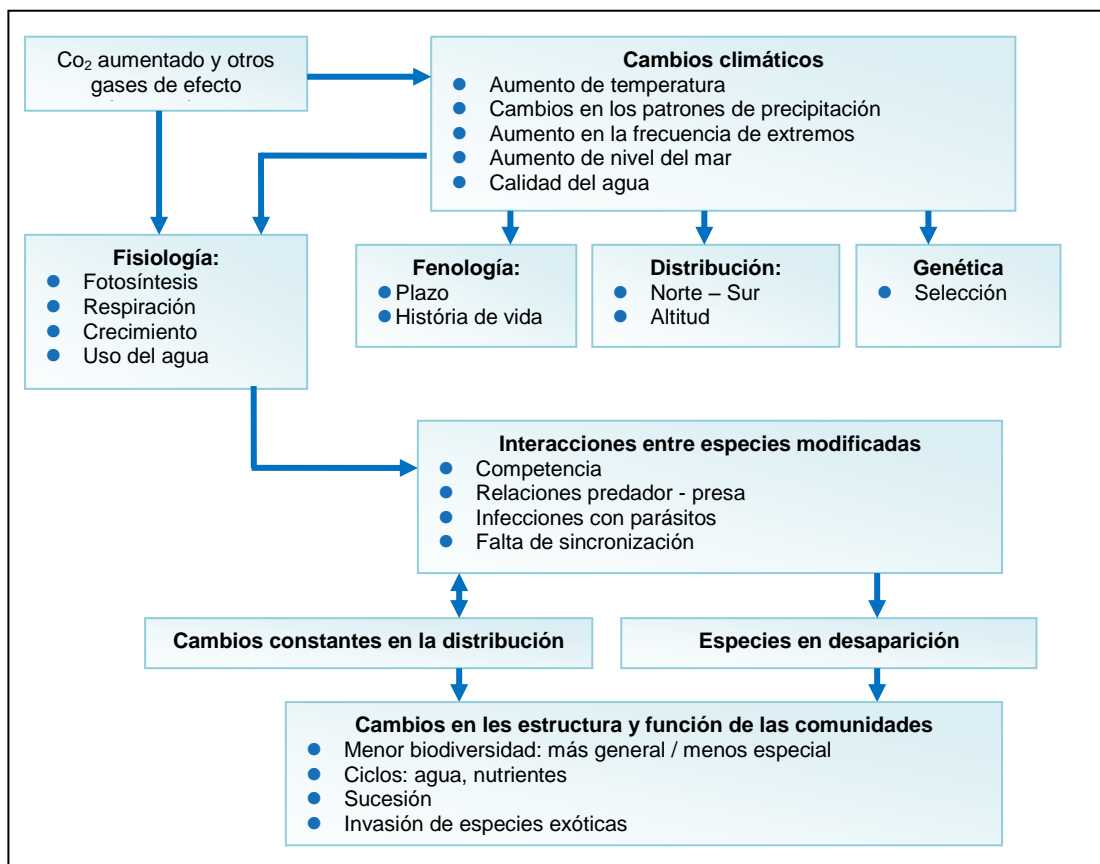 Co₂ aumentado y otros
gases de efecto
Cambios climáticos
● Aumento de temperatura
● Cambios en los patrones de precipitación
● Aumento en la frecuencia de extremos
● Aumento de nivel del mar
● Calidad del agua
Fisiología:
● Fotosíntesis
● Respiración
● Crecimiento
● Uso del agua
Fenología:
● Plazo
● História de vida
Distribución:
● Norte – Sur
● Altitud
Genética
● Selección
Interacciones entre especies modificadas
● Competencia
● Relaciones predador - presa
● Infecciones con parásitos
● Falta de sincronización
Cambios constantes en la distribución
Especies en desaparición
Cambios en les estructura y función de las comunidades
● Menor biodiversidad: más general / menos especial
● Ciclos: agua, nutrientes
● Sucesión
● Invasión de especies exóticas